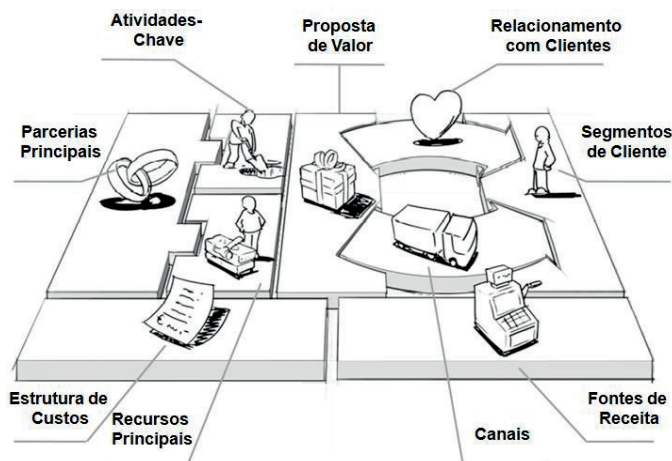 Atividades-
Chave
Proposta
de Valor
Relacionamento
com Clientes
Parcerias
Principais
Segmentos
de Cliente
Estrutura de
Custos
Recursos
Principais
Canais
Fontes de
Receita